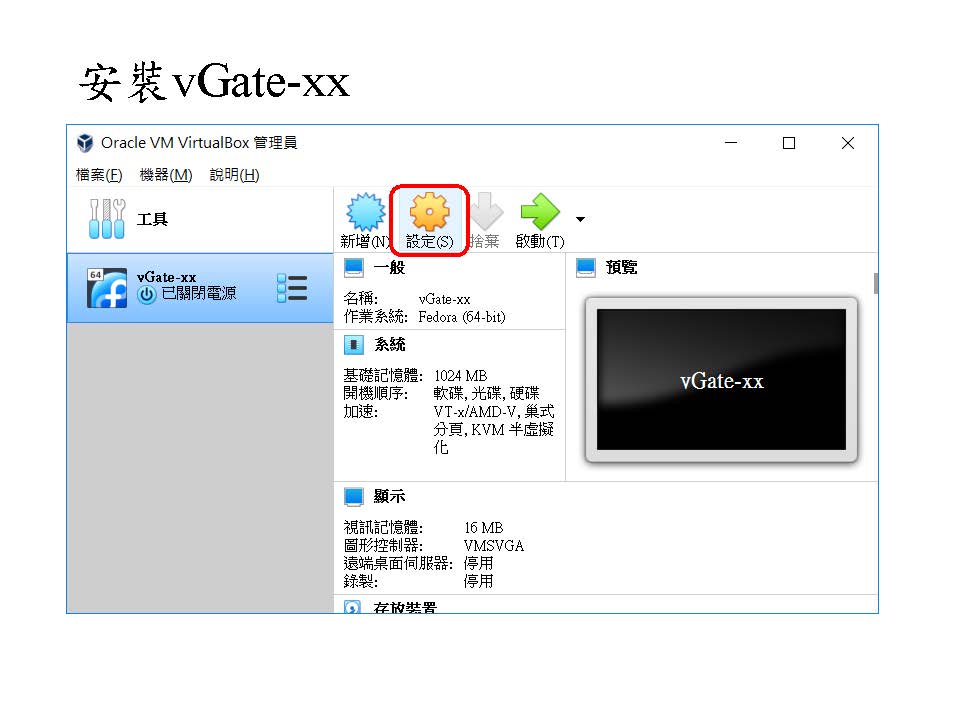 安裝vGate-xx
Oracle VM VirtualBox 管理員
檔案(F) 機器(M) 說明(H)
工具
新增(N) 設定(S) 捨棄 啟動(T)
64
vGate-xx
已關閉電源
一般
名稱: vGate-xx
作業系統: Fedora (64-bit)
系統
基礎記憶體: 1024 MB
開機順序: 軟碟, 光碟, 硬碟
加速: VT-x/AMD-V, 巢式
分頁, KVM 半虛擬
化
預覽
vGate-xx
顯示
視訊記憶體: 16 MB
圖形控制器: VMSVGA
遠端桌面伺服器: 停用
錄製: 停用
存放裝置